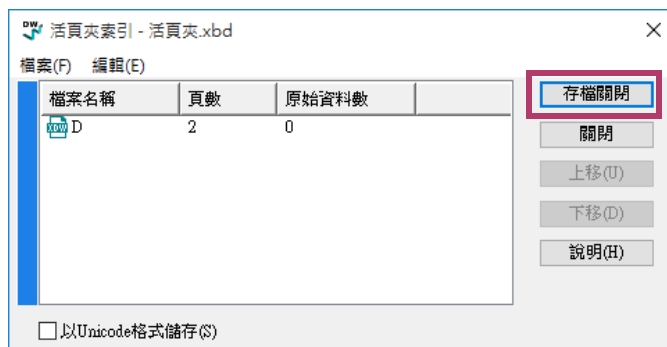 活頁夾索引 - 活頁夾.xbd
檔案(F) 編輯(E)
檔案名稱 頁數 原始資料數
D 2 0
存檔關閉
關閉
上移(U)
下移(D)
說明(H)
以Unicode格式儲存(S)